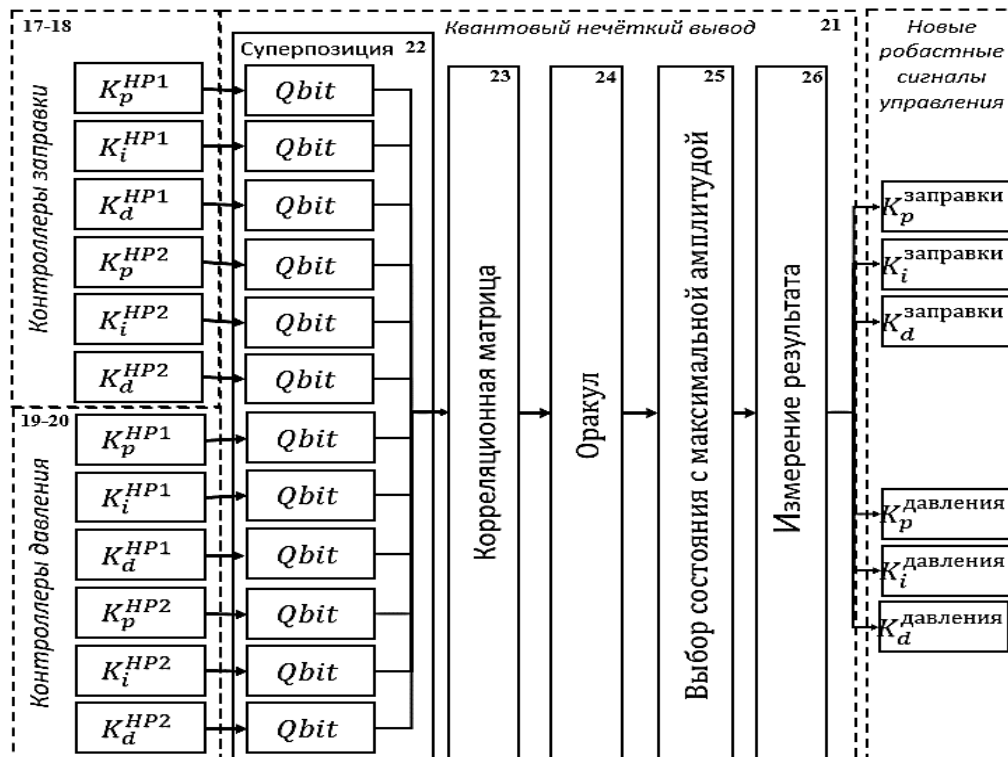 17-18
Контроллеры заправки
K_p^{HP1}
K_i^{HP1}
K_d^{HP1}
K_p^{HP2}
K_i^{HP2}
K_d^{HP2}
19-20
Контроллеры давления
K_p^{HP1}
K_i^{HP1}
K_d^{HP1}
K_p^{HP2}
K_i^{HP2}
K_d^{HP2}
Квантовый нечёткий вывод 21
Суперпозиция 22
Qbit
Qbit
Qbit
Qbit
Qbit
Qbit
Qbit
Qbit
Qbit
Qbit
Qbit
Qbit
23
Корреляционная матрица
24
Оракул
25
Выбор состояния с максимальной амплитудой
26
Измерение результата
Новые
робастные
сигналы
управления
K_p^{заправки}
K_i^{заправки}
K_d^{заправки}
K_p^{давления}
K_i^{давления}
K_d^{давления}